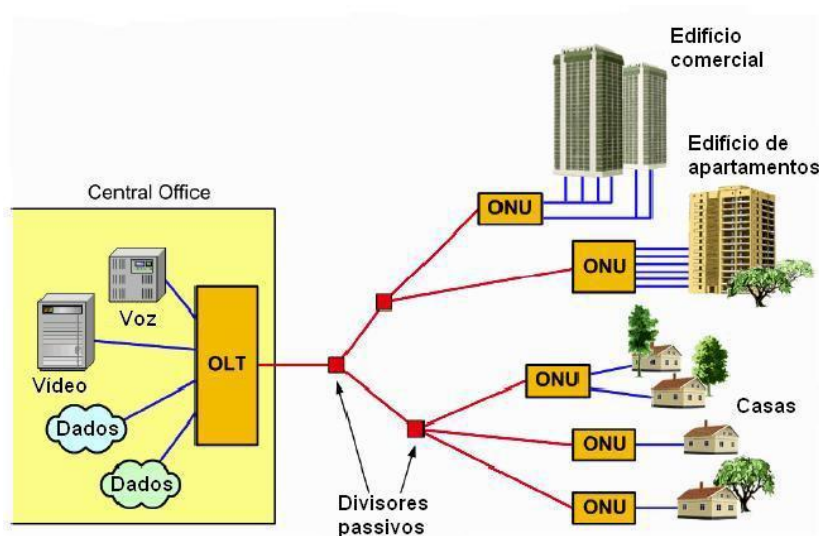 Edifício
comercial
Edifício de
apartamentos
Central Office
ONU
ONU
Voz
OLT
Vídeo
ONU
Casas
Dados
ONU
Dados
Divisores
passivos
ONU